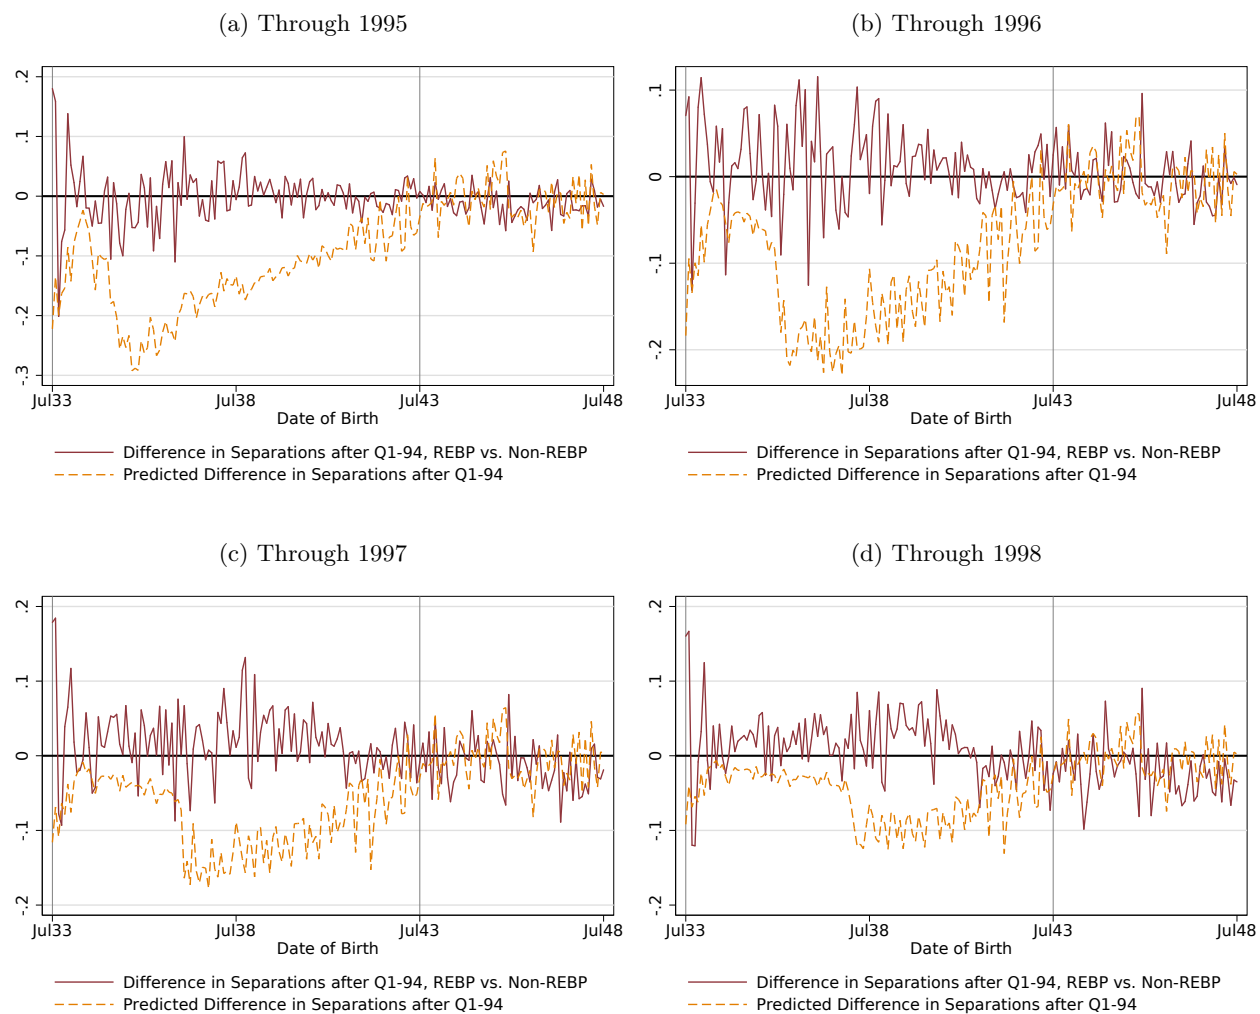 (a) Through 1995
.2
.1
0
-.1
-.2
-.3
Jul33 Jul38 Jul43 Jul48
Date of Birth
Difference in Separations after Q1-94, REBP vs. Non-REBP
Predicted Difference in Separations after Q1-94
(b) Through 1996
.1
0
-.1
-.2
Jul33 Jul38 Jul43 Jul48
Date of Birth
Difference in Separations after Q1-94, REBP vs. Non-REBP
Predicted Difference in Separations after Q1-94
(c) Through 1997
.2
.1
0
-.1
-.2
Jul33 Jul38 Jul43 Jul48
Date of Birth
Difference in Separations after Q1-94, REBP vs. Non-REBP
Predicted Difference in Separations after Q1-94
(d) Through 1998
.2
.1
0
-.1
-.2
Jul33 Jul38 Jul43 Jul48
Date of Birth
Difference in Separations after Q1-94, REBP vs. Non-REBP
Predicted Difference in Separations after Q1-94